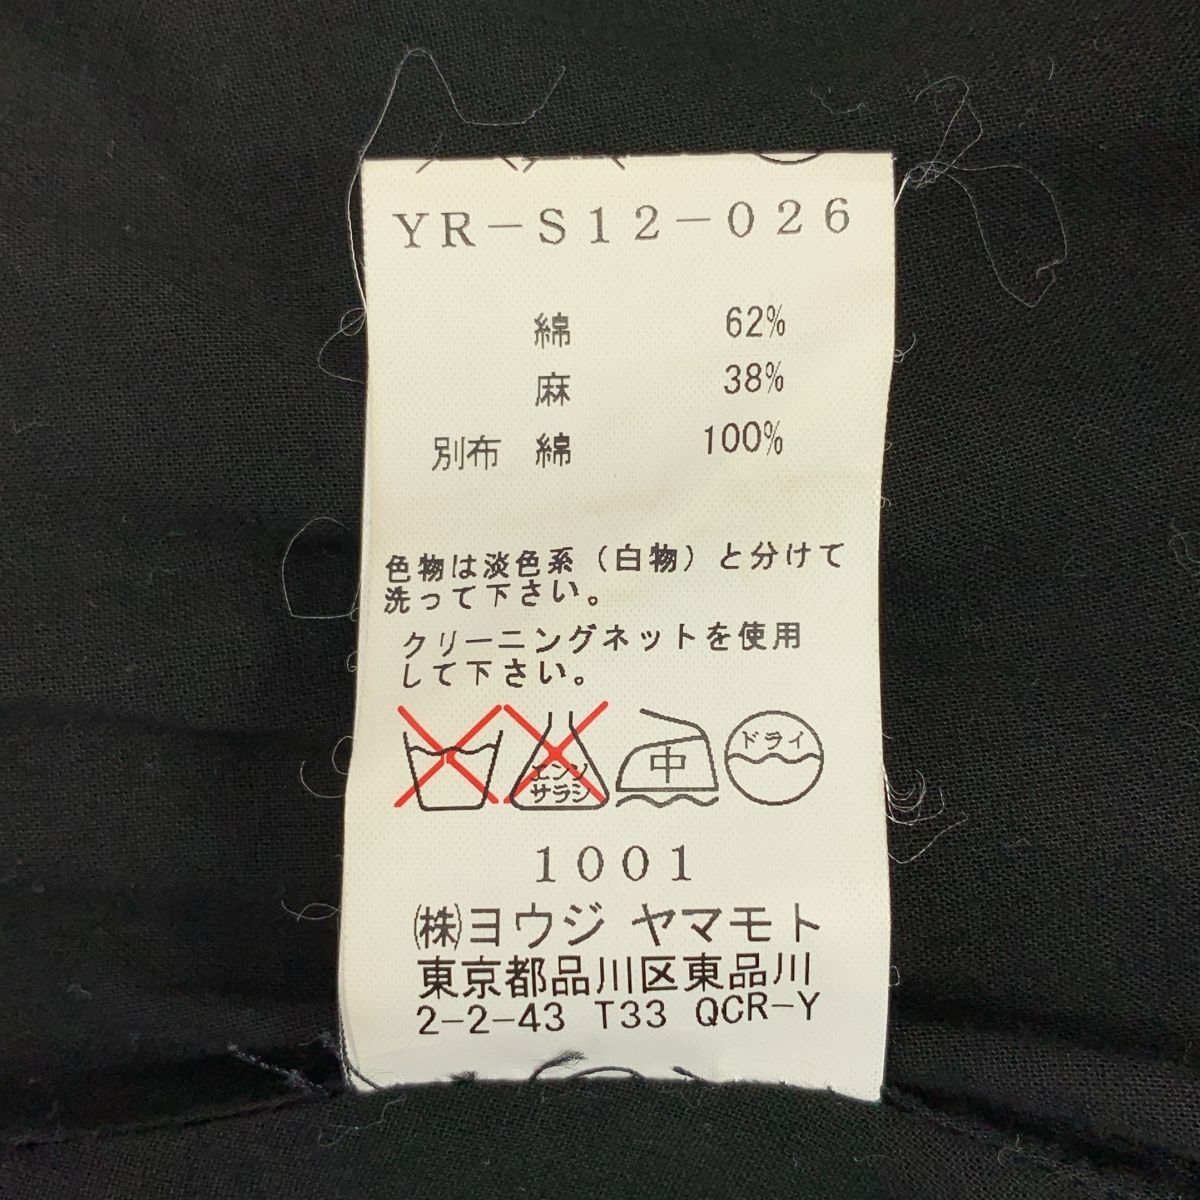 YR-S12-026
綿 62%
麻 38%
別布 綿 100%
色物は淡色系（白物）と分けて
洗って下さい。
クリーニングネットを使用
して下さい。
エンソ
サラシ
中
ドライ
1001
㈱ヨウジ ヤマモト
東京都品川区東品川
2-2-43 T33 QCR-Y